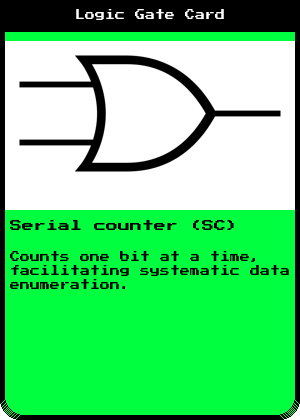 Logic Gate Card
Serial counter (SC)
Counts one bit at a time,
facilitating systematic data
enumeration.